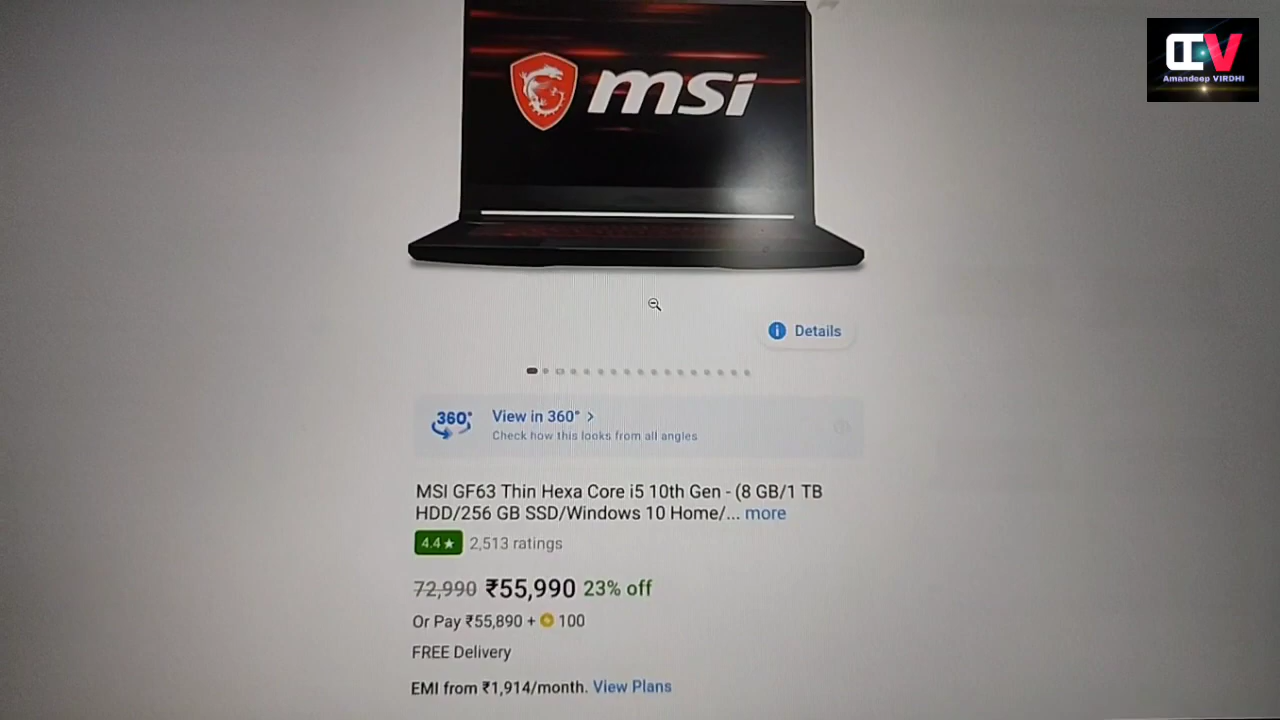 msi
Amandeep VIRDHI
Details
360°
View in 360° >
Check how this looks from all angles
MSI GF63 Thin Hexa Core i5 10th Gen - (8 GB/1 TB
HDD/256 GB SSD/Windows 10 Home/... more
4.4★ 2,513 ratings
72,990 ₹55,990 23% off
Or Pay ₹55,890 + 100
FREE Delivery
EMI from ₹1,914/month. View Plans